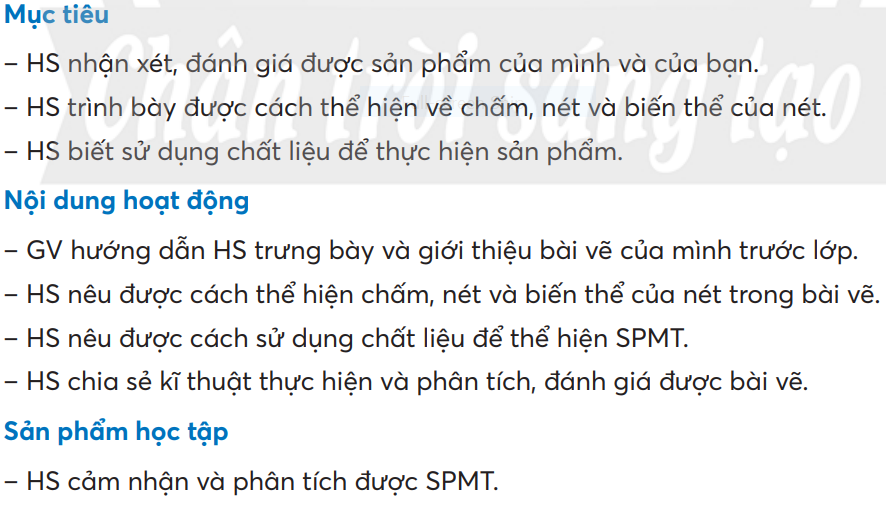 Mục tiêu
– HS nhận xét, đánh giá được sản phẩm của mình và của bạn.
– HS trình bày được cách thể hiện về chấm, nét và biến thể của nét.
– HS biết sử dụng chất liệu để thực hiện sản phẩm.
Nội dung hoạt động
– GV hướng dẫn HS trưng bày và giới thiệu bài vẽ của mình trước lớp.
– HS nêu được cách thể hiện chấm, nét và biến thể của nét trong bài vẽ.
– HS nêu được cách sử dụng chất liệu để thể hiện SPMT.
– HS chia sẻ kĩ thuật thực hiện và phân tích, đánh giá được bài vẽ.
Sản phẩm học tập
– HS cảm nhận và phân tích được SPMT.
Chân trời sáng tạo